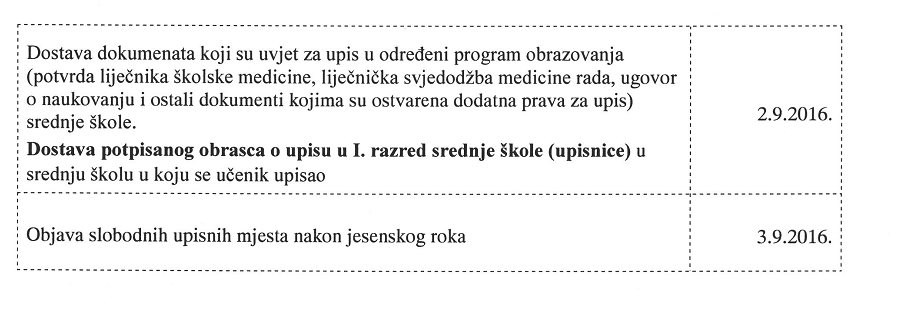 Dostava dokumenata koji su uvjet za upis u određeni program obrazovanja
(potvrda liječnika školske medicine, liječnička svjedodžba medicine rada, ugovor
o naukovanju i ostali dokumenti kojima su ostvarena dodatna prava za upis)
srednje škole.
2.9.2016.
Dostava potpisanog obrasca o upisu u I. razred srednje škole (upisnice) u
srednju školu u koju se učenik upisao
Objava slobodnih upisnih mjesta nakon jesenskog roka
3.9.2016.